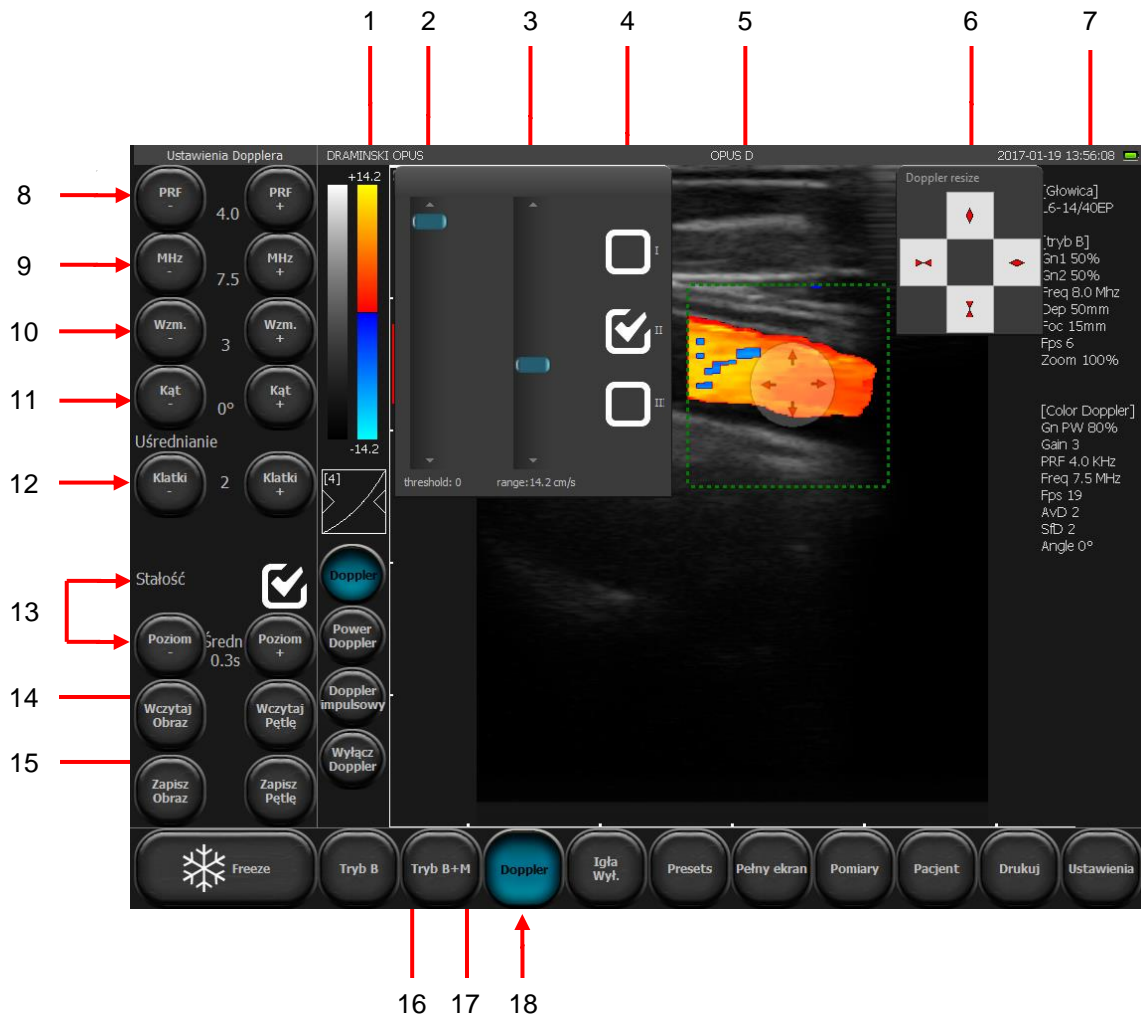 1 2 3 4 5 6 7
Ustawienia Dopplera DRAMINSKI OPUS OPUS D 2017-01-19 13:56:08
8
PRF - 4.0 PRF +
9
MHz - 7.5 MHz +
10
Wzm. - 3 Wzm. +
11
Kąt - 0° Kąt +
Uśrednianie
12
Klatki - 2 Klatki +
13
Stałość
Poziom - Średn 0.3s Poziom +
14
Wczytaj Obraz
Wczytaj Pętlę
15
Zapisz Obraz
Zapisz Pętlę
+14.2
-14.2
[4]
Doppler
Power Doppler
Doppler impulsowy
Wyłącz Doppler
threshold: 0
range: 14.2 cm/s
I
II
III
Doppler resize
[Głowica]
L6-14/40EP
[tryb B]
Gn1 50%
Gn2 50%
Freq 8.0 Mhz
Dep 50mm
Foc 15mm
Fps 6
Zoom 100%
[Color Doppler]
Gn PW 80%
Gain 3
PRF 4.0 KHz
Freq 7.5 MHz
Fps 19
AvD 2
SfD 2
Angle 0°
Freeze
Tryb B
Tryb B+M
Doppler
Igła Wył.
Presets
Pełny ekran
Pomiary
Pacjent
Drukuj
Ustawienia
16 17 18